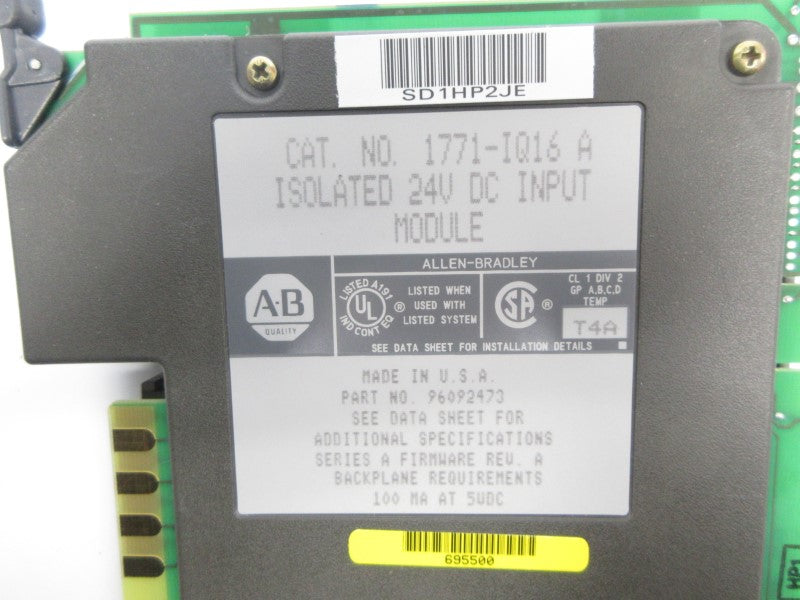 SD1HP2JE
CAT. NO. 1771-IQ16 A
ISOLATED 24V DC INPUT
MODULE
ALLEN-BRADLEY
A-B
QUALITY
LISTED A191
UL
IND CONT EQ
®
LISTED WHEN
USED WITH
LISTED SYSTEM
SA
®
CL 1 DIV 2
GP A,B,C,D
TEMP
T4A
SEE DATA SHEET FOR INSTALLATION DETAILS
MADE IN U.S.A.
PART NO. 96092473
SEE DATA SHEET FOR
ADDITIONAL SPECIFICATIONS
SERIES A FIRMWARE REV. A
BACKPLANE REQUIREMENTS
100 MA AT 5VDC
695500